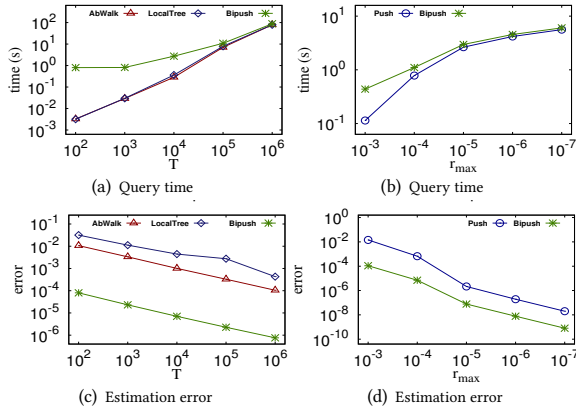 AbWalk LocalTree Bipush
time (s)
10^2
10^1
10^0
10^-1
10^-2
10^-3
10^2 10^3 10^4 10^5 10^6
T
(a) Query time
Push Bipush
time (s)
10^1
10^0
10^-1
10^-3 10^-4 10^-5 10^-6 10^-7
r_max
(b) Query time
AbWalk LocalTree Bipush
error
10^-1
10^-2
10^-3
10^-4
10^-5
10^-6
10^2 10^3 10^4 10^5 10^6
T
(c) Estimation error
Push Bipush
error
10^0
10^-2
10^-4
10^-6
10^-8
10^-10
10^-3 10^-4 10^-5 10^-6 10^-7
r_max
(d) Estimation error